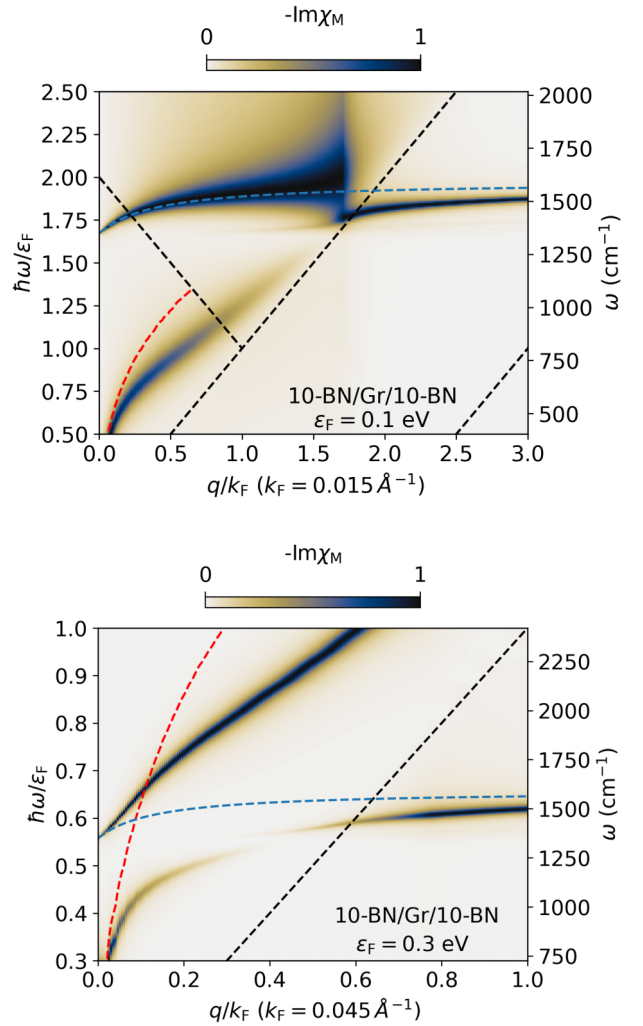 -Imχ_M
0 1
2.50
2.25
2.00
1.75
1.50
1.25
1.00
0.75
0.50
ħω/ε_F
2000
1750
1500
1250
1000
750
500
ω (cm⁻¹)
10-BN/Gr/10-BN
ε_F = 0.1 eV
0.0 0.5 1.0 1.5 2.0 2.5 3.0
q/k_F (k_F = 0.015 Å⁻¹)
-Imχ_M
0 1
1.0
0.9
0.8
0.7
0.6
0.5
0.4
0.3
ħω/ε_F
2250
2000
1750
1500
1250
1000
750
ω (cm⁻¹)
10-BN/Gr/10-BN
ε_F = 0.3 eV
0.0 0.2 0.4 0.6 0.8 1.0
q/k_F (k_F = 0.045 Å⁻¹)